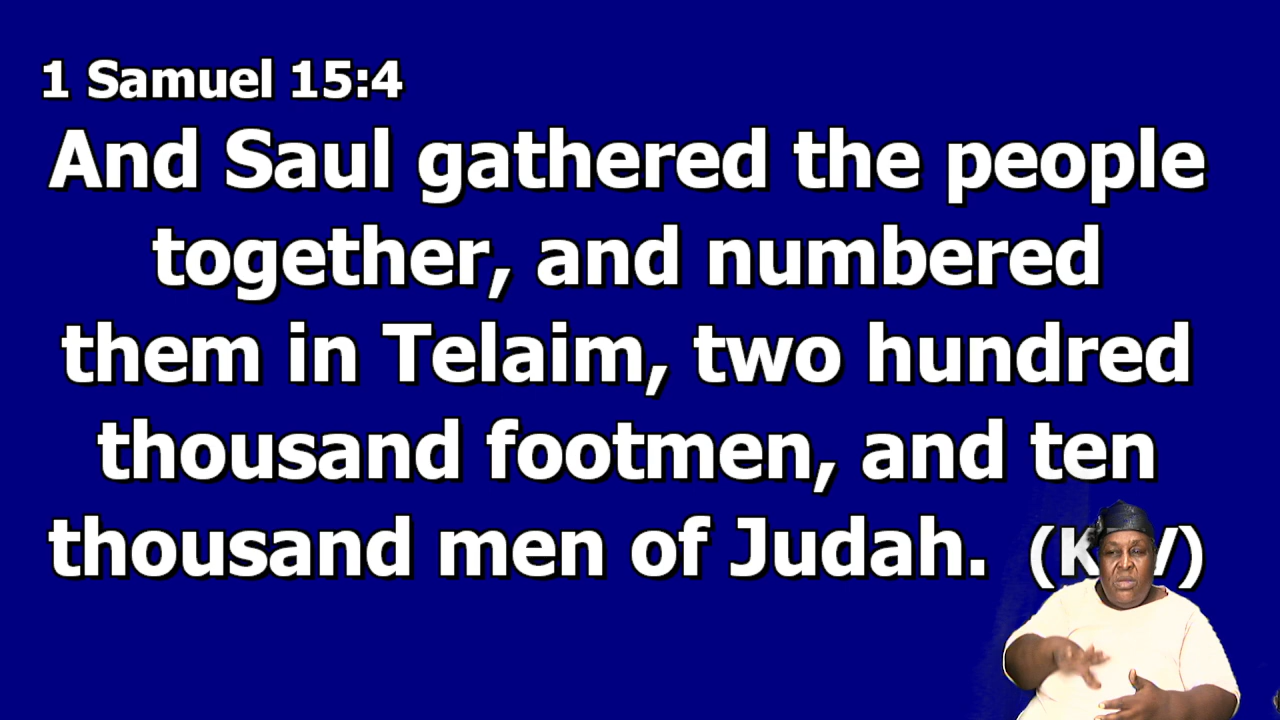 1 Samuel 15:4
And Saul gathered the people
together, and numbered
them in Telaim, two hundred
thousand footmen, and ten
thousand men of Judah.